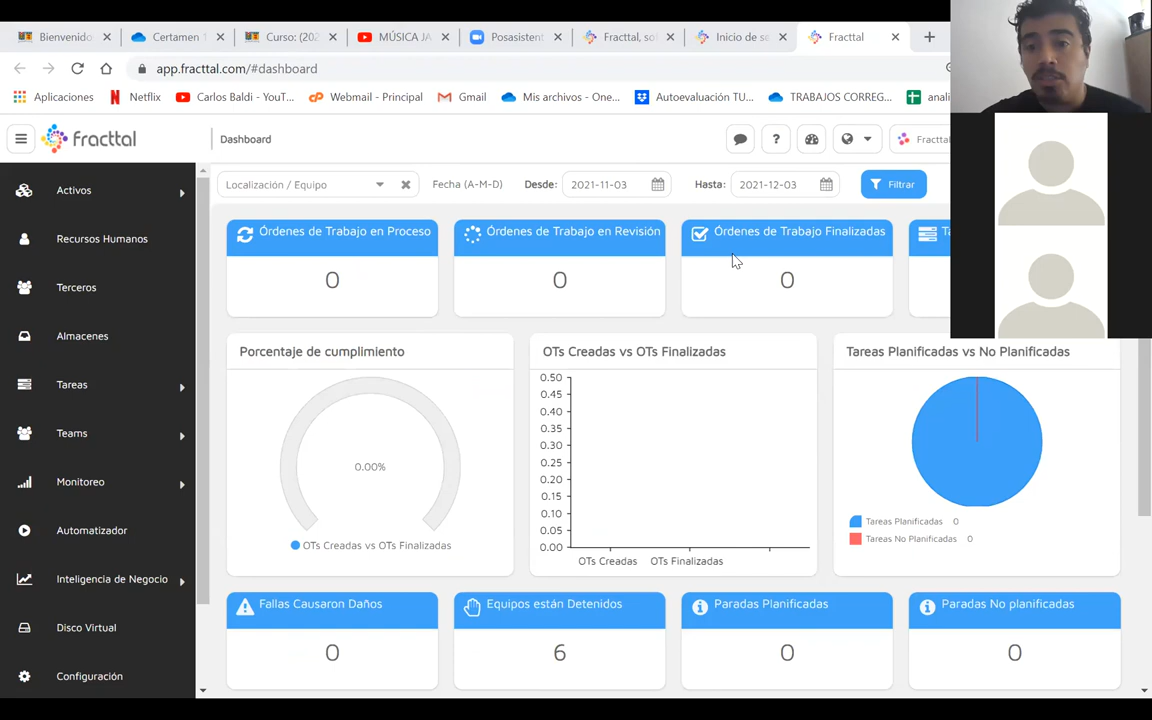 Bienvenido
Certamen 1
Curso: (202
MÚSICA JA
Posasistent
Fracttal, so
Inicio de se
Fracttal
app.fracttal.com/#dashboard
Aplicaciones
Netflix
Carlos Baldi - YouT...
Webmail - Principal
Gmail
Mis archivos - One...
Autoevaluación TU...
TRABAJOS CORREG...
anali
fracttal
Dashboard
?
Fracttal
Activos
Recursos Humanos
Terceros
Almacenes
Tareas
Teams
Monitoreo
Automatizador
Inteligencia de Negocio
Disco Virtual
Configuración
Localización / Equipo
Fecha (A-M-D)
Desde:
2021-11-03
Hasta:
2021-12-03
Filtrar
Órdenes de Trabajo en Proceso
0
Órdenes de Trabajo en Revisión
0
Órdenes de Trabajo Finalizadas
0
Porcentaje de cumplimiento
0.00%
OTs Creadas vs OTs Finalizadas
OTs Creadas vs OTs Finalizadas
0.50
0.45
0.40
0.35
0.30
0.25
0.20
0.15
0.10
0.05
0.00
OTs Creadas
OTs Finalizadas
Tareas Planificadas vs No Planificadas
Tareas Planificadas 0
Tareas No Planificadas 0
Fallas Causaron Daños
0
Equipos están Detenidos
6
Paradas Planificadas
0
Paradas No planificadas
0